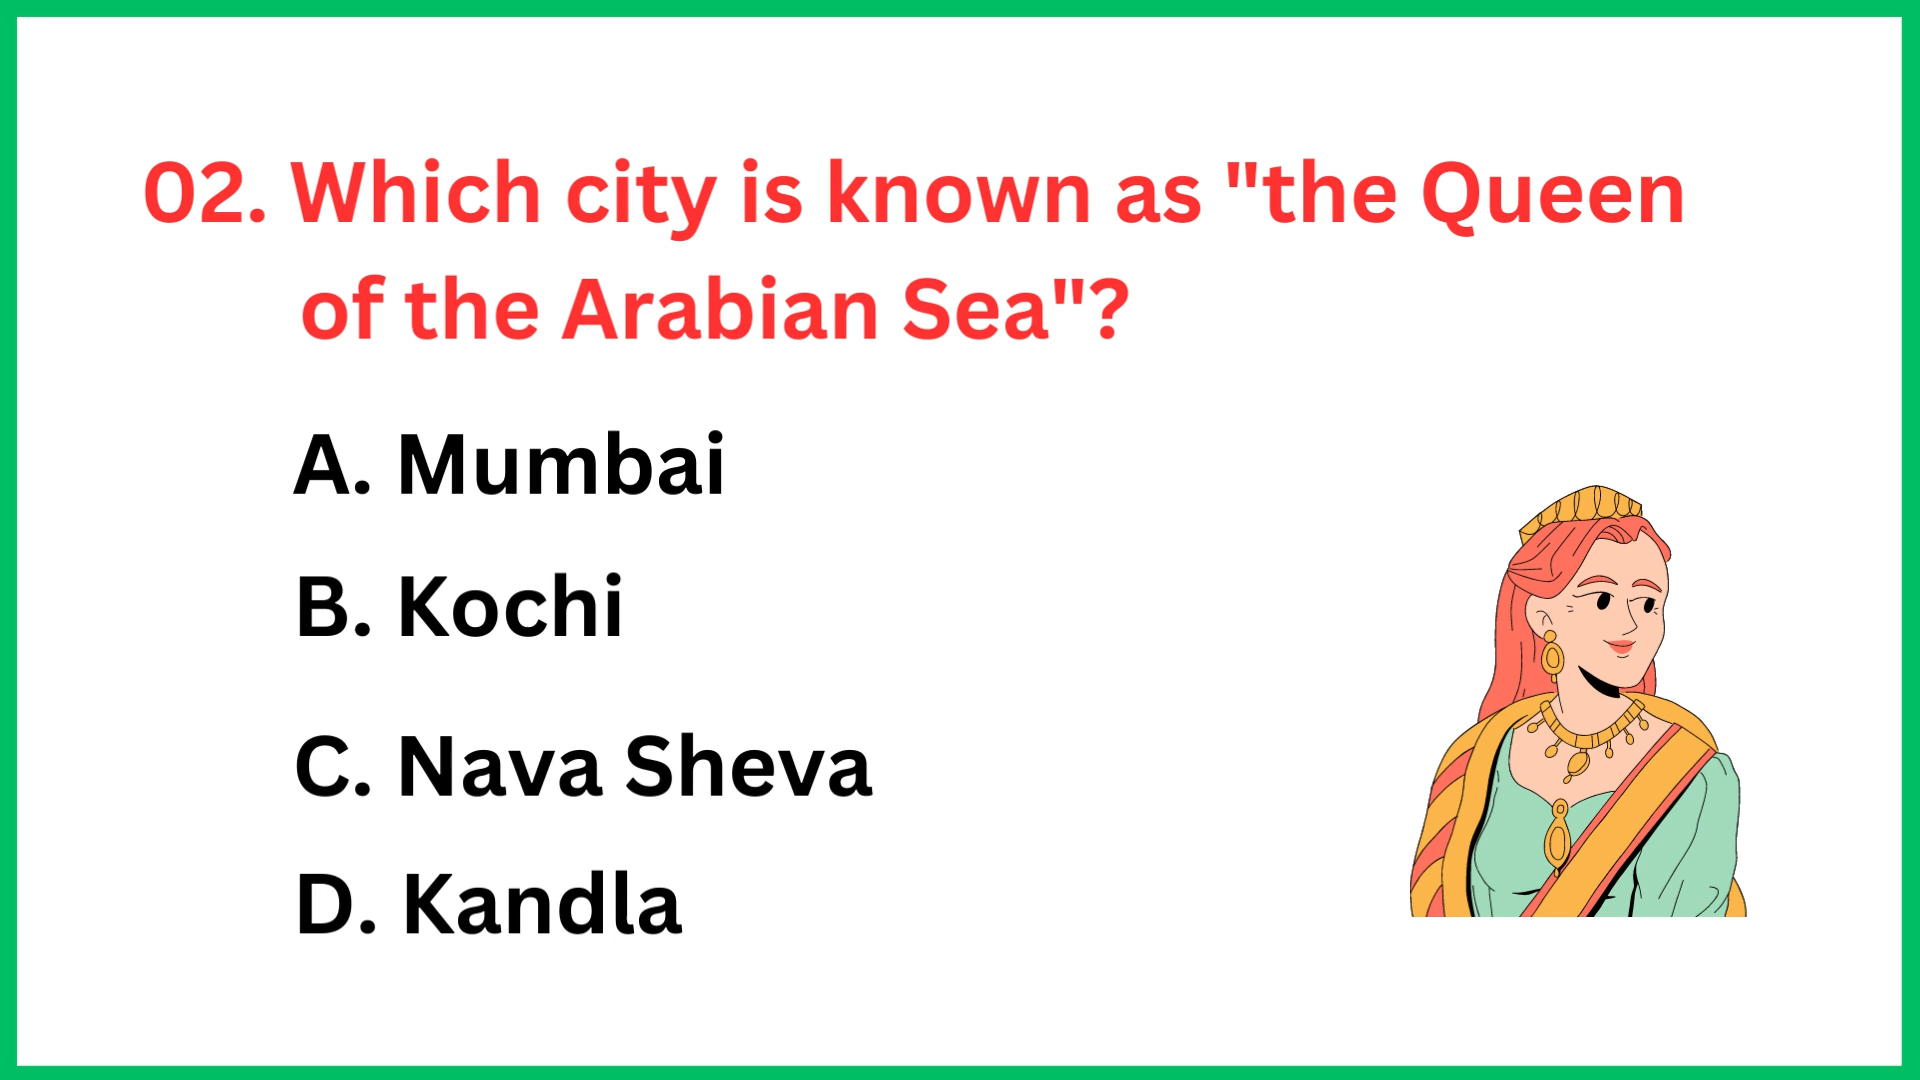 02. Which city is known as "the Queen
of the Arabian Sea"?
A. Mumbai
B. Kochi
C. Nava Sheva
D. Kandla